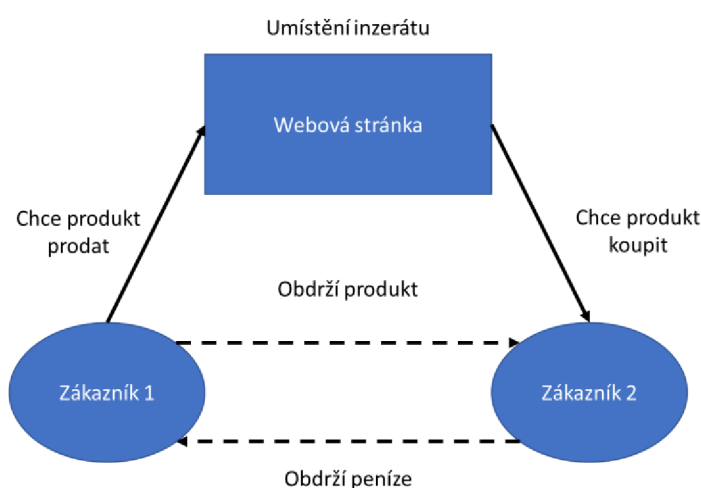 Umístění inzerátu
Webová stránka
Chce produkt
prodat
Chce produkt
koupit
Obdrží produkt
Zákazník 1
Zákazník 2
Obdrží peníze